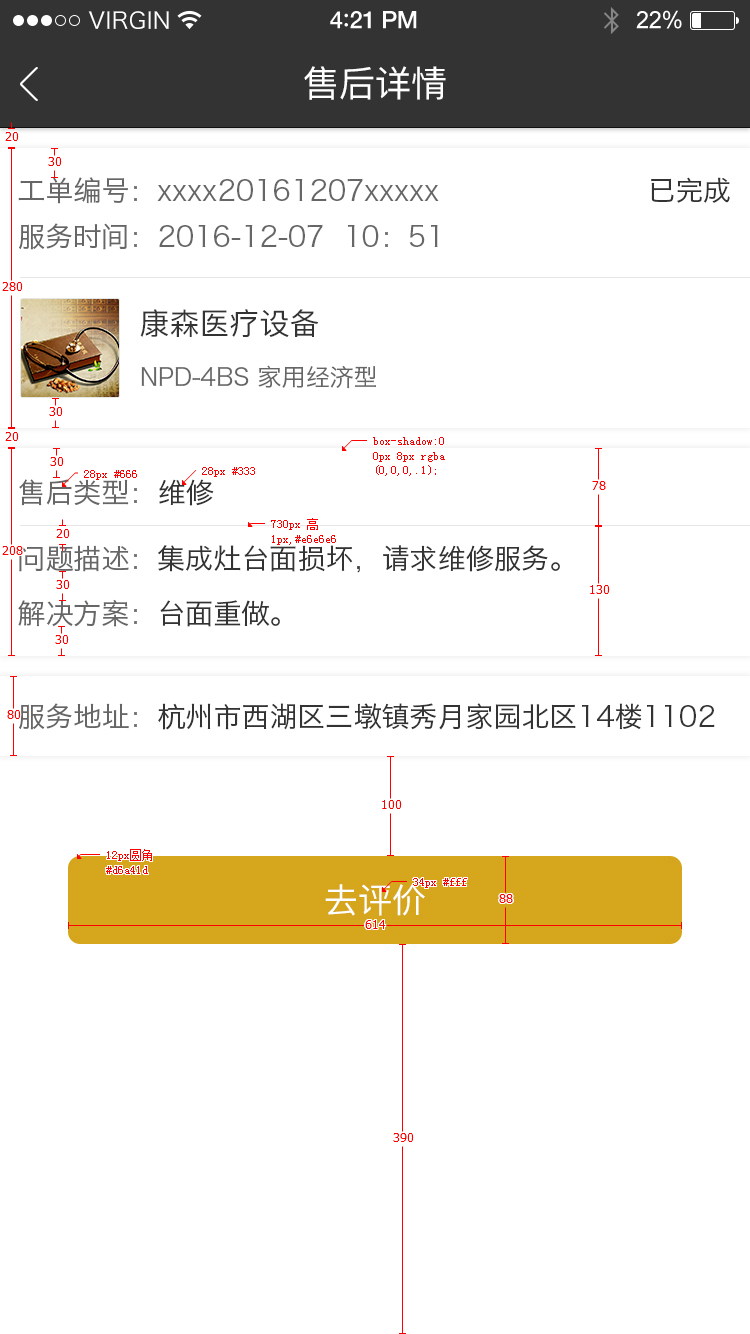 VIRGIN 4:21 PM 22%
售后详情
20
30
工单编号：xxxx20161207xxxxx 已完成
服务时间：2016-12-07 10：51
280
康森医疗设备
NPD-4BS 家用经济型
30
20
box-shadow:0
0px 8px rgba
(0,0,0,.1);
30
28px #666
28px #333
78
售后类型：维修
730px 高
1px,#e6e6e6
20
208
问题描述：集成灶台面损坏，请求维修服务。
30
130
解决方案：台面重做。
30
80
服务地址：杭州市西湖区三墩镇秀月家园北区14楼1102
100
12px圆角
#d6a41d
34px #fff
去评价
88
614
390